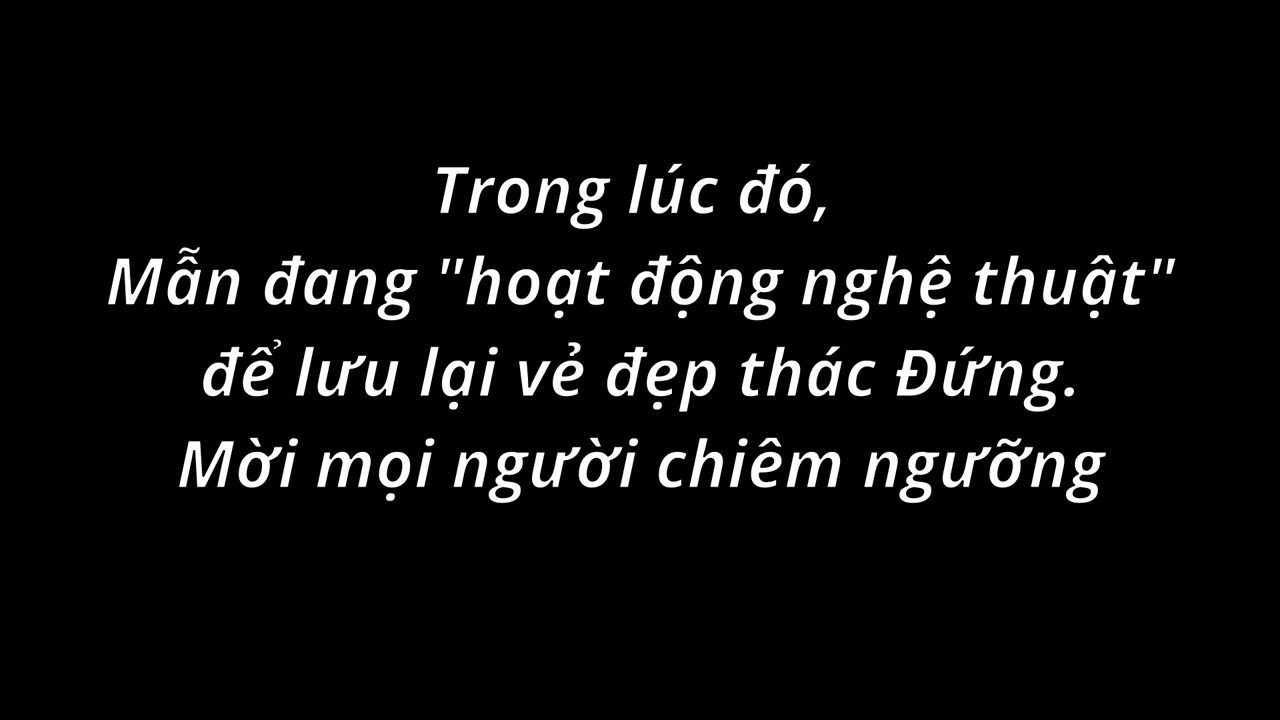 Trong lúc đó,
Mẫn đang "hoạt động nghệ thuật"
để lưu lại vẻ đẹp thác Đứng.
Mời mọi người chiêm ngưỡng